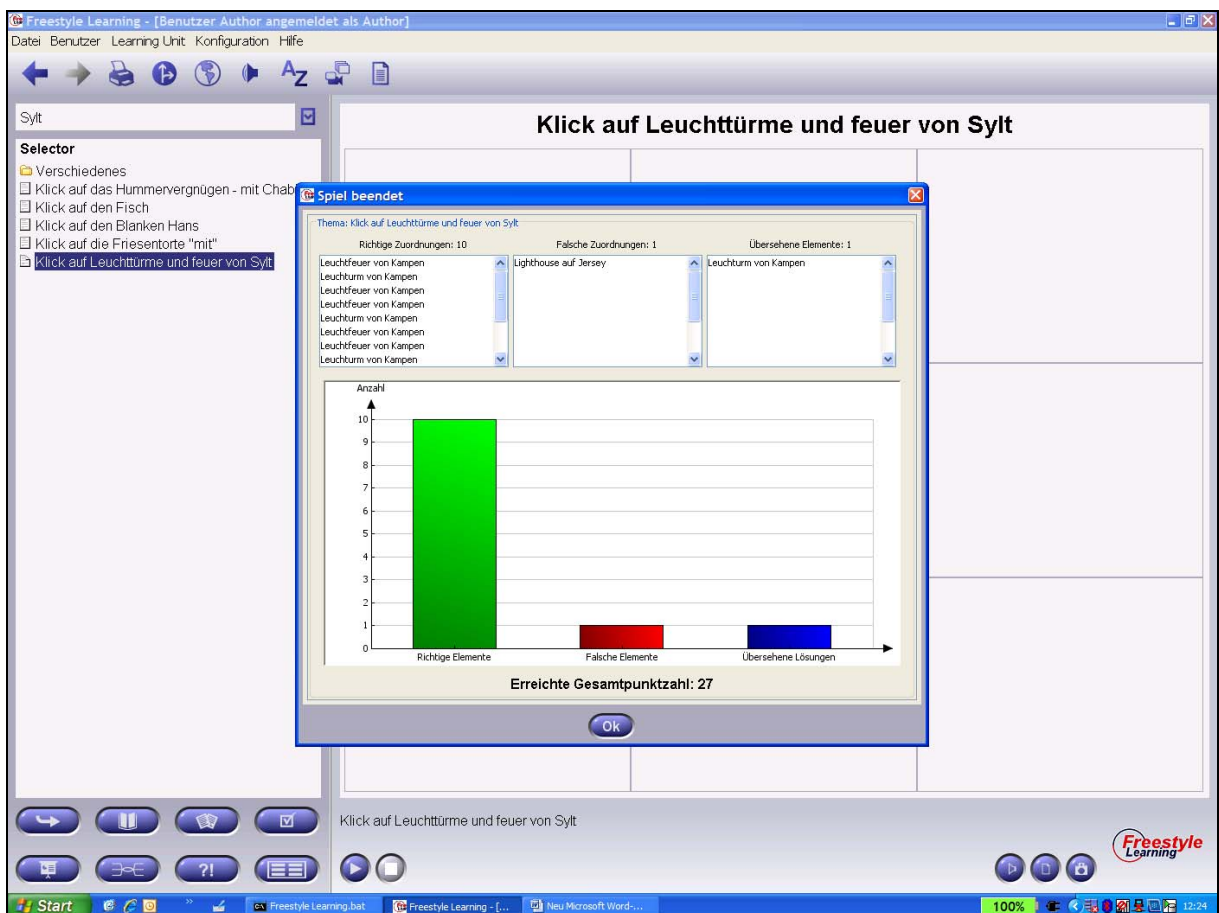 Freestyle Learning - [Benutzer Author angemeldet als Author]
Datei Benutzer Learning Unit Konfiguration Hilfe
AZ
Sylt
Selector
Verschiedenes
Klick auf das Hummervergnügen - mit Chab
Klick auf den Fisch
Klick auf den Blanken Hans
Klick auf die Friesentorte "mit"
Klick auf Leuchttürme und feuer von Sylt
Klick auf Leuchttürme und feuer von Sylt
Spiel beendet
Thema: Klick auf Leuchttürme und feuer von Sylt
Richtige Zuordnungen: 10
Leuchtfeuer von Kampen
Leuchturm von Kampen
Leuchtfeuer von Kampen
Leuchtfeuer von Kampen
Leuchturm von Kampen
Leuchtfeuer von Kampen
Leuchtfeuer von Kampen
Leuchturm von Kampen
Falsche Zuordnungen: 1
Lighthouse auf Jersey
Übersehene Elemente: 1
Leuchturm von Kampen
Anzahl
10
9
8
7
6
5
4
3
2
1
0
Richtige Elemente Falsche Elemente Übersehene Lösungen
Erreichte Gesamtpunktzahl: 27
Ok
Klick auf Leuchttürme und feuer von Sylt
?!
Freestyle
Learning
Start Freestyle Learning.bat Freestyle Learning - [... Neu Microsoft Word-... 100% 12:24